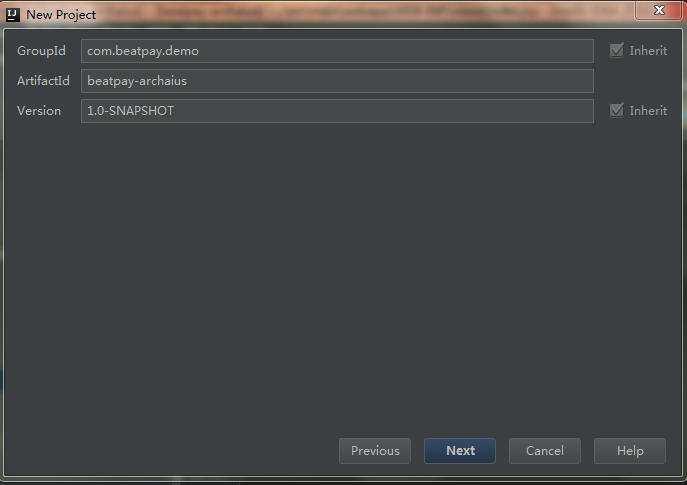 New Project
GroupId com.beatpay.demo Inherit
ArtifactId beatpay-archaius
Version 1.0-SNAPSHOT Inherit
Previous Next Cancel Help